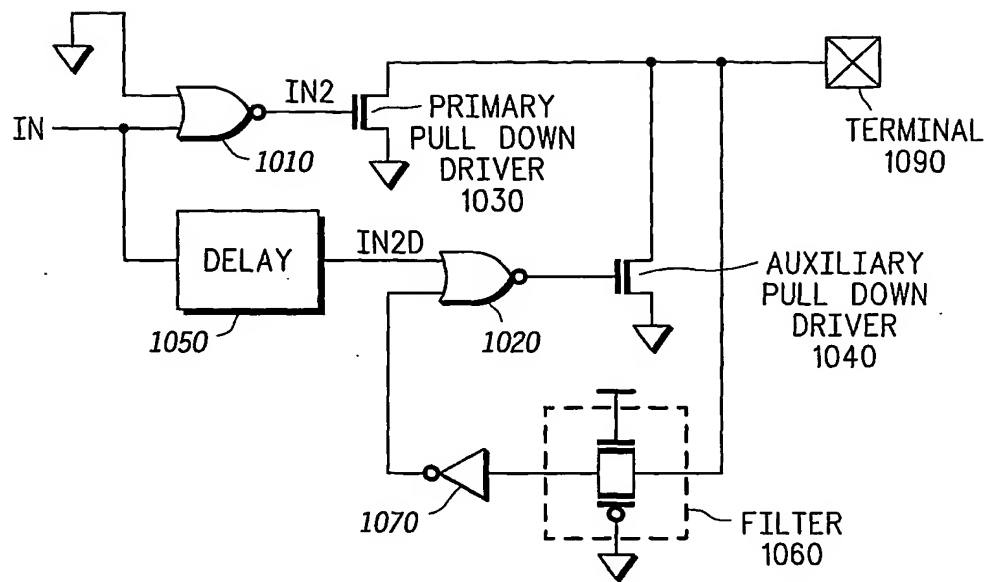 IN
IN2
1010
PRIMARY
PULL DOWN
DRIVER
1030
TERMINAL
1090
DELAY
1050
IN2D
1020
AUXILIARY
PULL DOWN
DRIVER
1040
1070
FILTER
1060